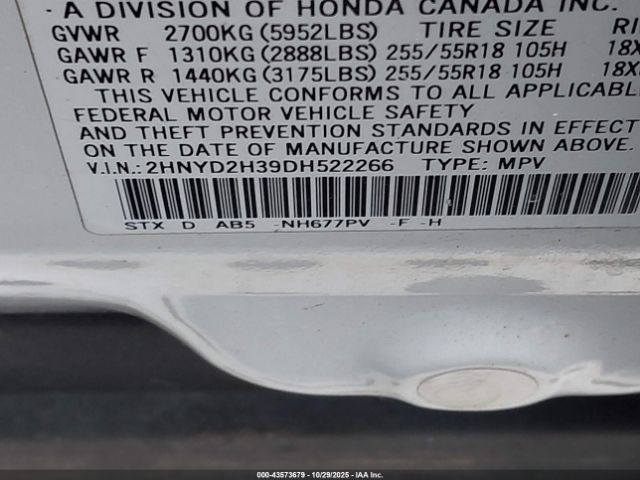 A DIVISION OF HONDA CANADA INC.
GVWR 2700KG (5952LBS) TIRE SIZE
GAWR F 1310KG (2888LBS) 255/55R18 105H 18X
GAWR R 1440KG (3175LBS) 255/55R18 105H 18X
THIS VEHICLE CONFORMS TO ALL APPLICABLE
FEDERAL MOTOR VEHICLE SAFETY
AND THEFT PREVENTION STANDARDS IN EFFECT
ON THE DATE OF MANUFACTURE SHOWN ABOVE.
V.I.N.: 2HNYD2H39DH522266 TYPE: MPV
STX D AB5 -NH677PV -F -H
000-43573679 | 10/29/2025 | IAA Inc.